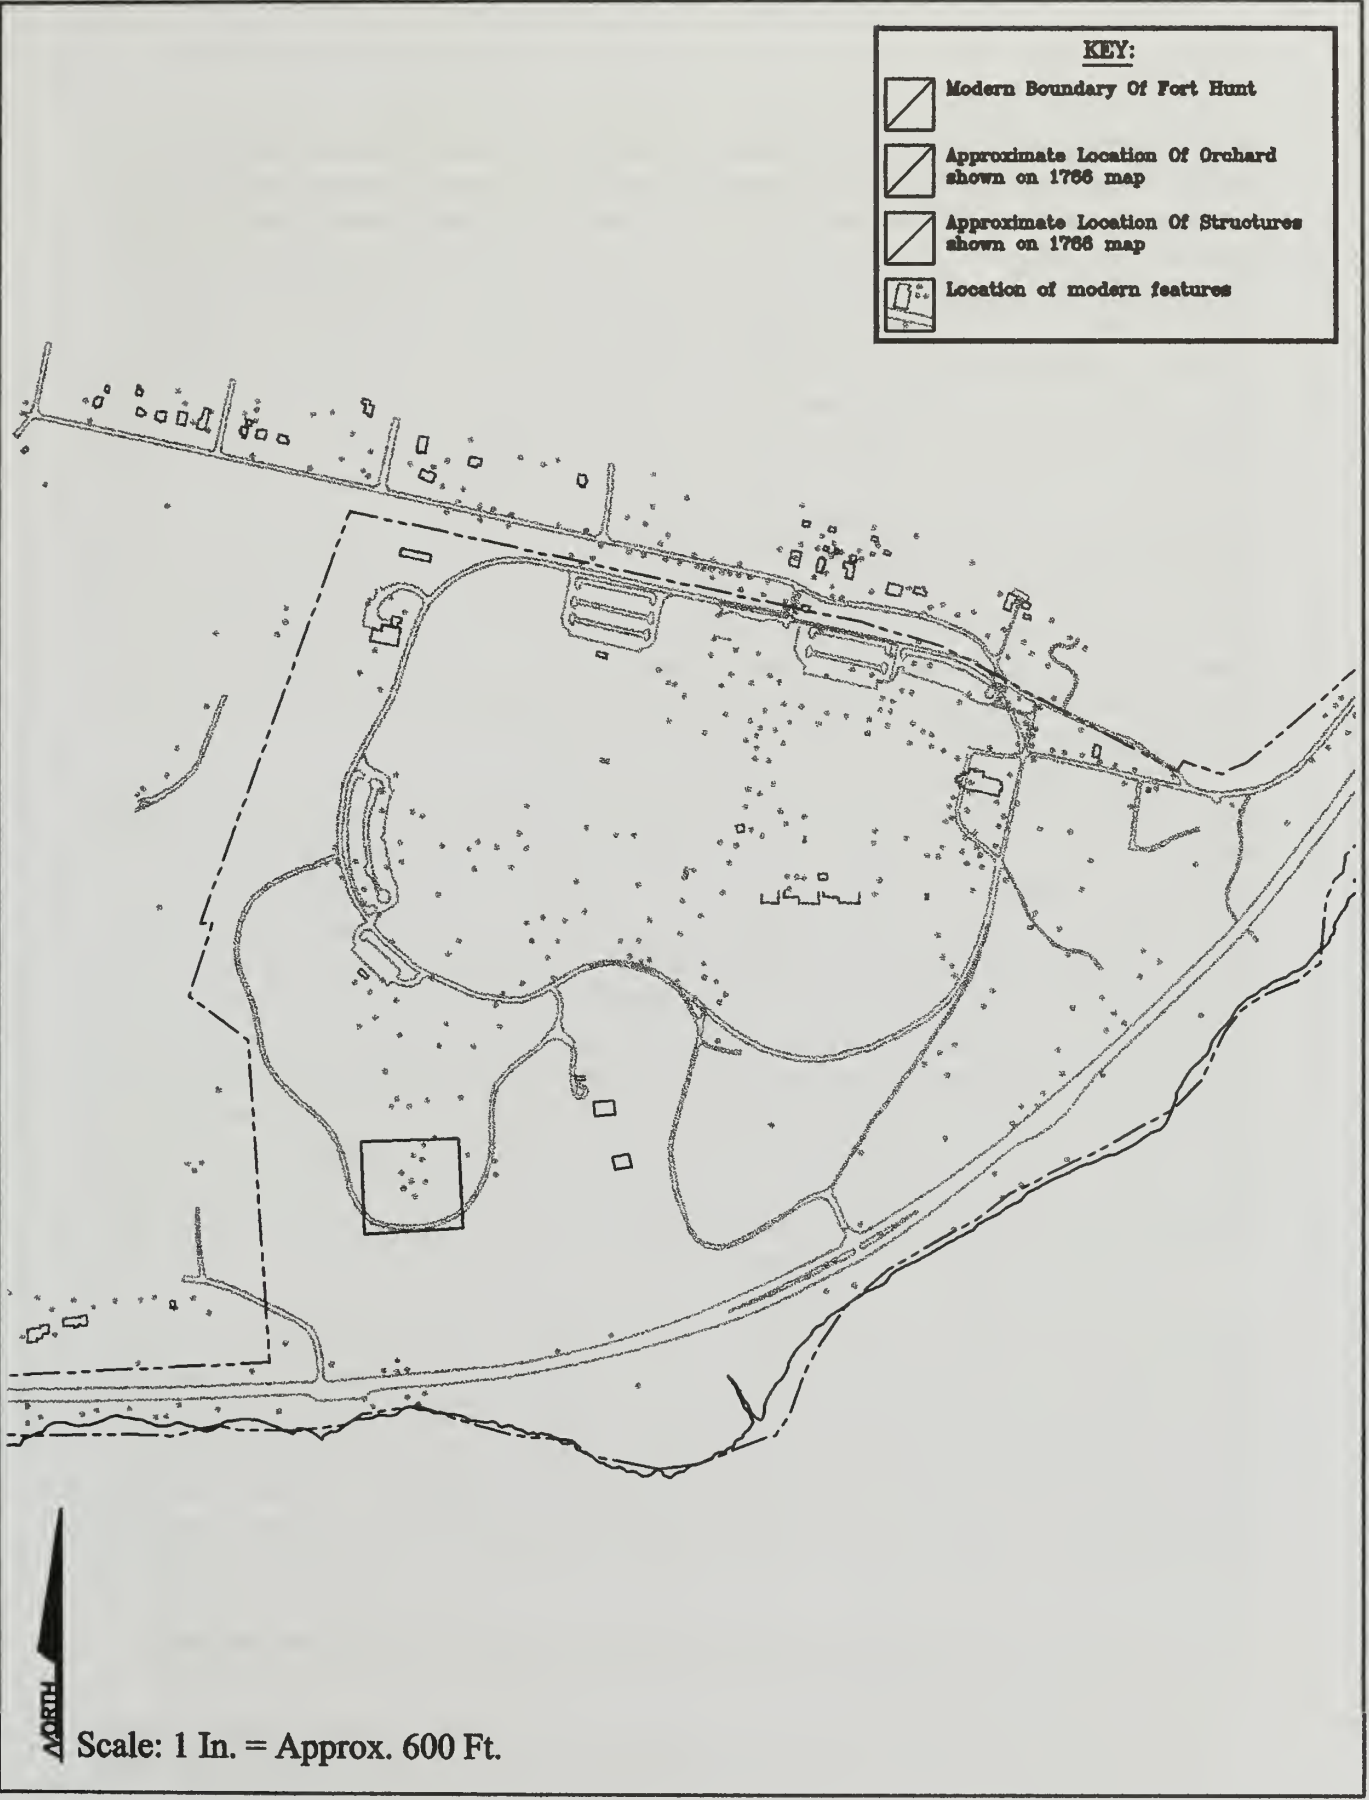 KEY:
Modern Boundary Of Fort Hunt
Approximate Location Of Orchard
shown on 1766 map
Approximate Location Of Structures
shown on 1766 map
Location of modern features
NORTH
Scale: 1 In. = Approx. 600 Ft.